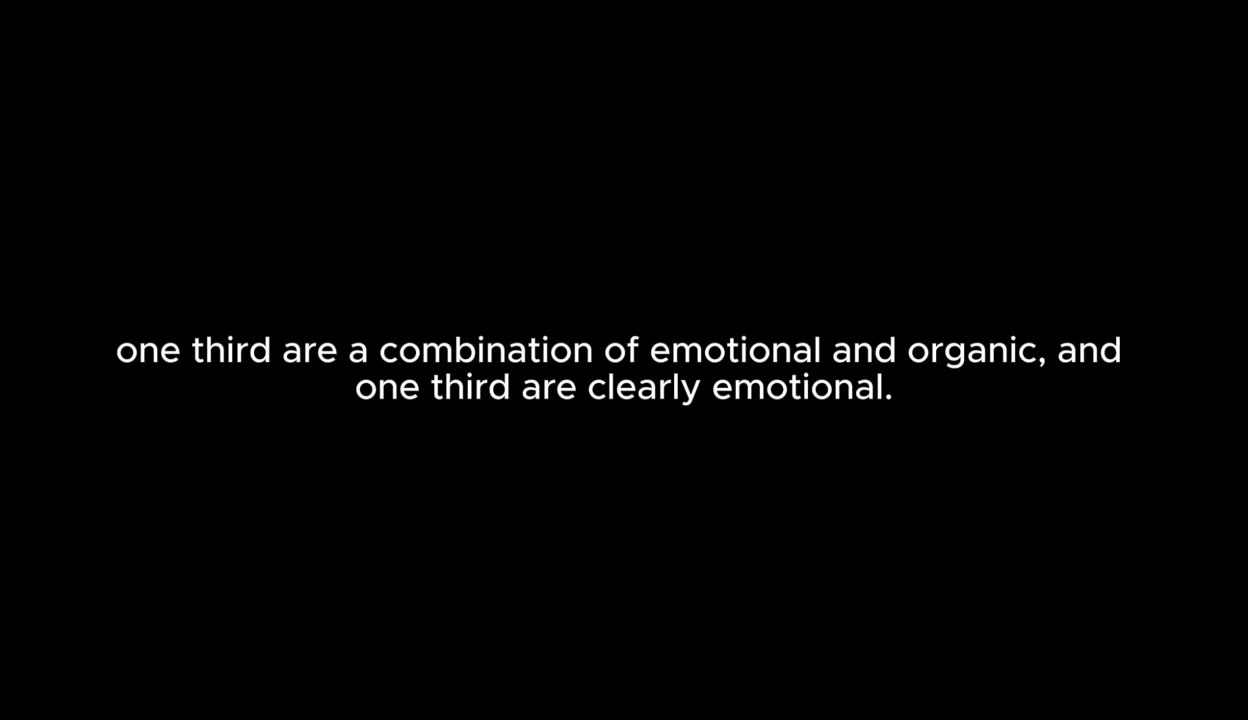 one third are a combination of emotional and organic, and
one third are clearly emotional.